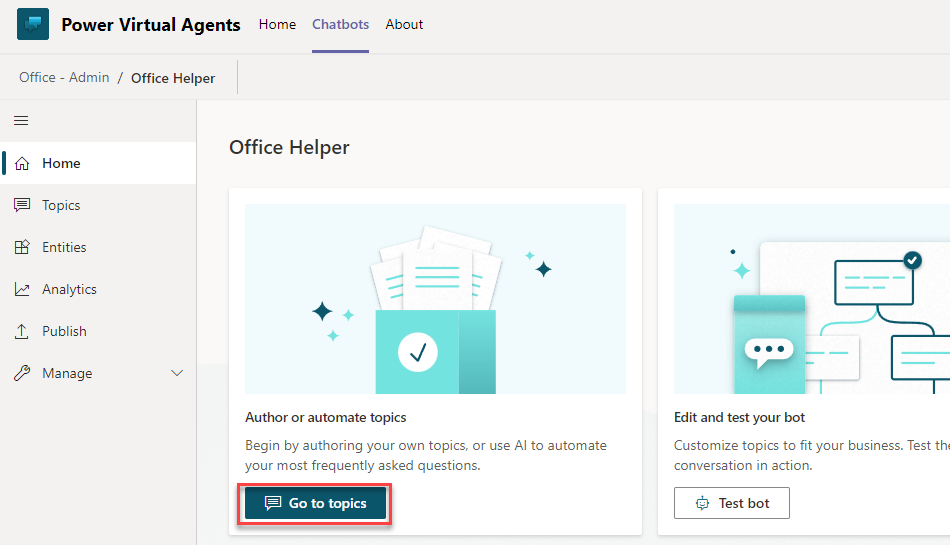 Power Virtual Agents Home Chatbots About
Office - Admin / Office Helper
Home
Topics
Entities
Analytics
Publish
Manage
Office Helper
Author or automate topics
Begin by authoring your own topics, or use AI to automate
your most frequently asked questions.
Go to topics
Edit and test your bot
Customize topics to fit your business. Test the
conversation in action.
Test bot